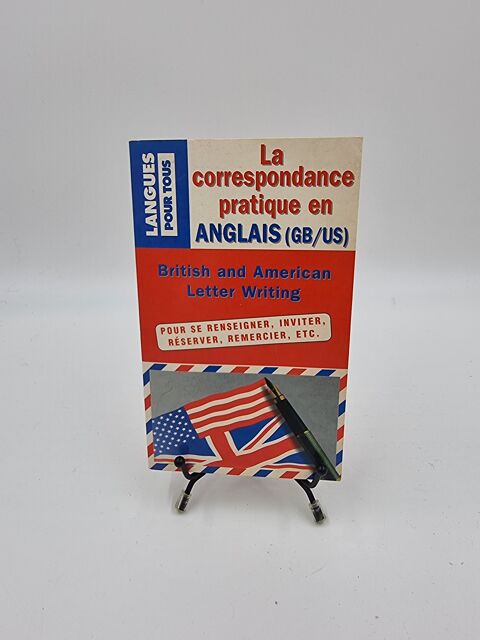 LANGUES
POUR TOUS
La
correspondance
pratique en
ANGLAIS (GB/US)
British and American
Letter Writing
POUR SE RENSEIGNER, INVITER,
RÉSERVER, REMERCIER, ETC.